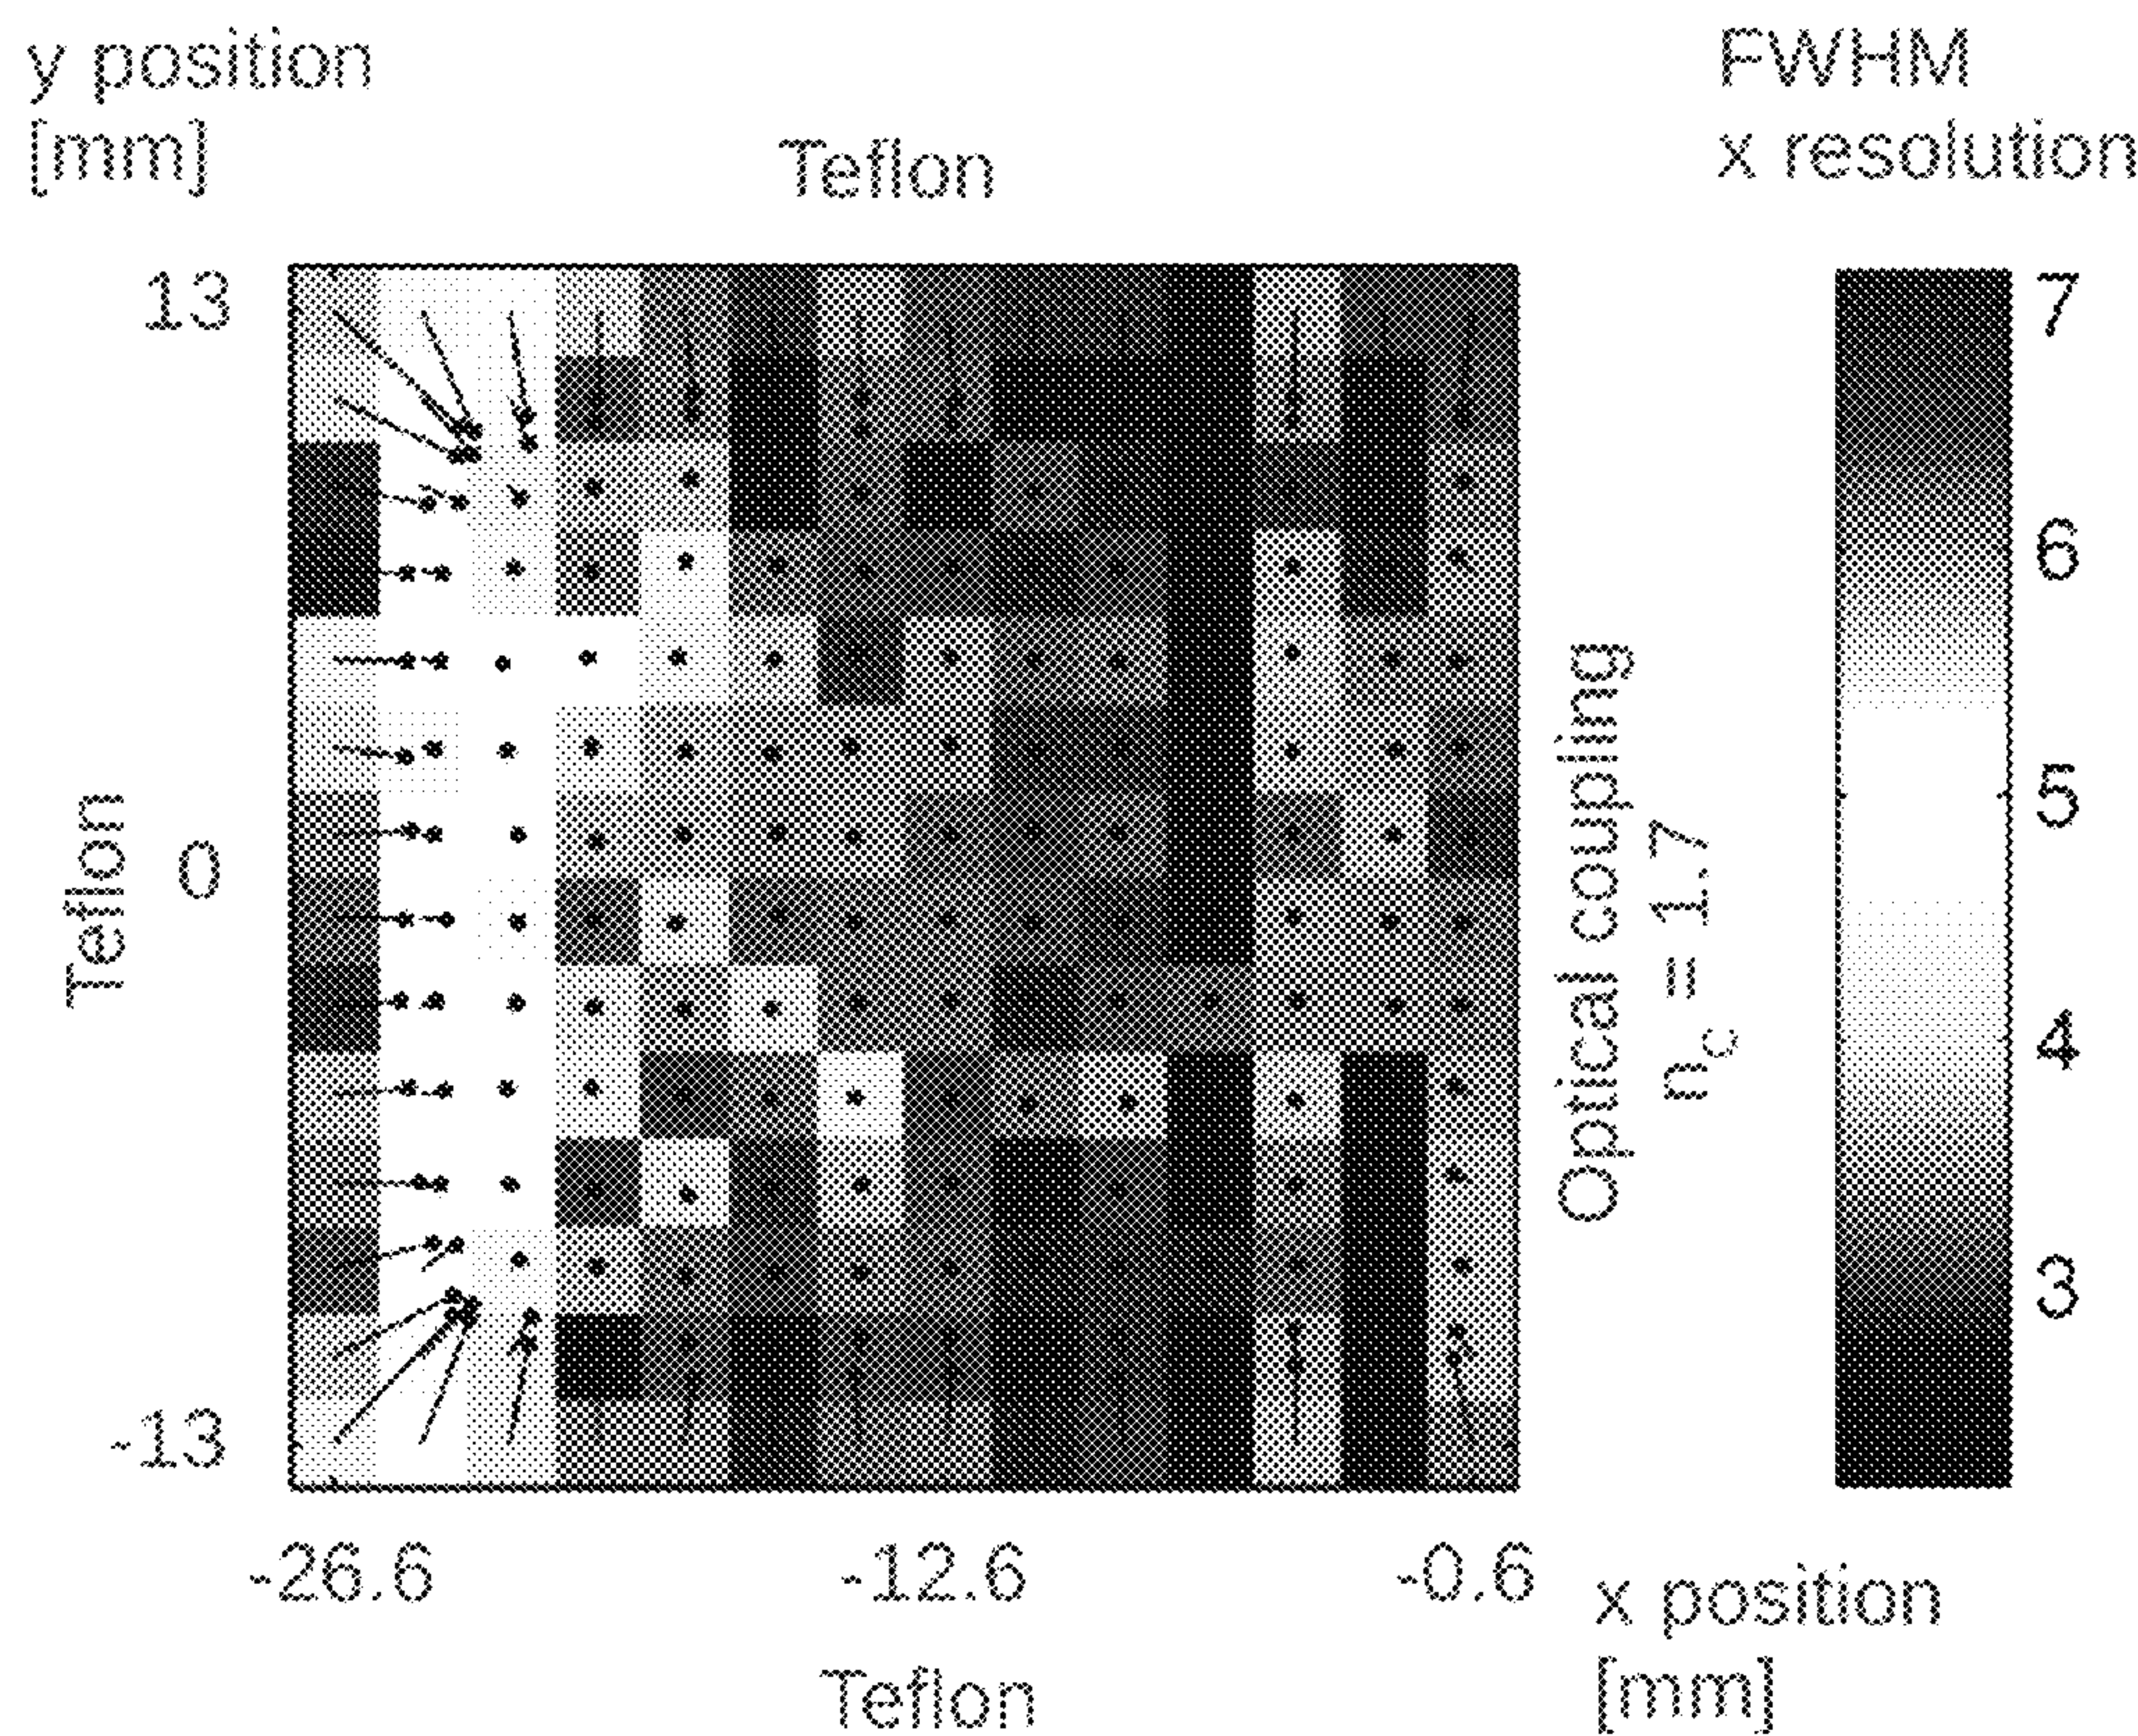 y position
[mm]
Teflon
FWHM
x resolution
13
7
6
5
4
3
Teflon
0
Optical coupling
n_c = 1.7
-13
-26.6
-12.6
-0.6
x position
[mm]
Teflon